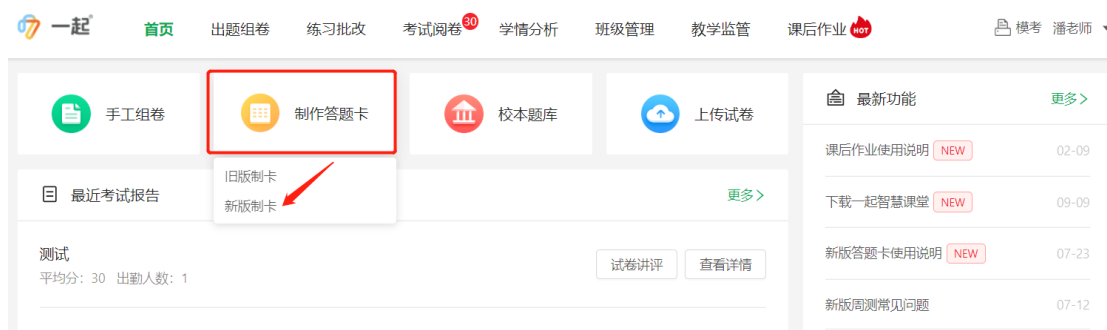 一起 首页 出题组卷 练习批改 考试阅卷 30 学情分析 班级管理 教学监管 课后作业 HOT 模考 潘老师
手工组卷 制作答题卡 校本题库 上传试卷
旧版制卡
新版制卡
最近考试报告 更多
测试
平均分：30 出勤人数：1
试卷讲评 查看详情
最新功能 更多
课后作业使用说明 NEW 02-09
下载一起智慧课堂 NEW 09-09
新版答题卡使用说明 NEW 07-23
新版周测常见问题 07-12